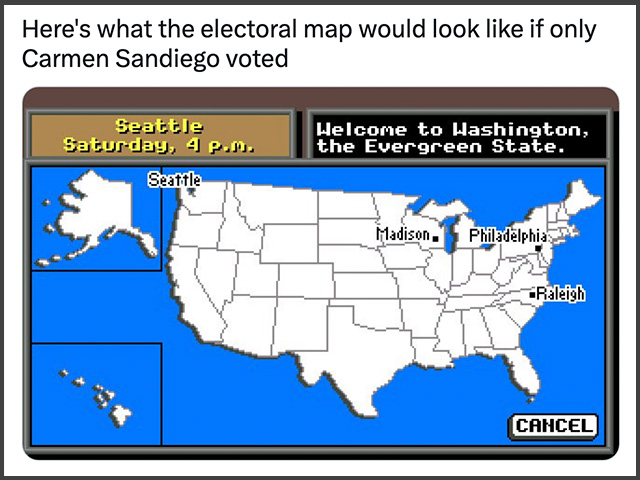 Here's what the electoral map would look like if only
Carmen Sandiego voted
Seattle
Saturday, 4 p.m.
Welcome to Washington,
the Evergreen State.
Seattle
Madison
Philadelphia
Raleigh
CANCEL